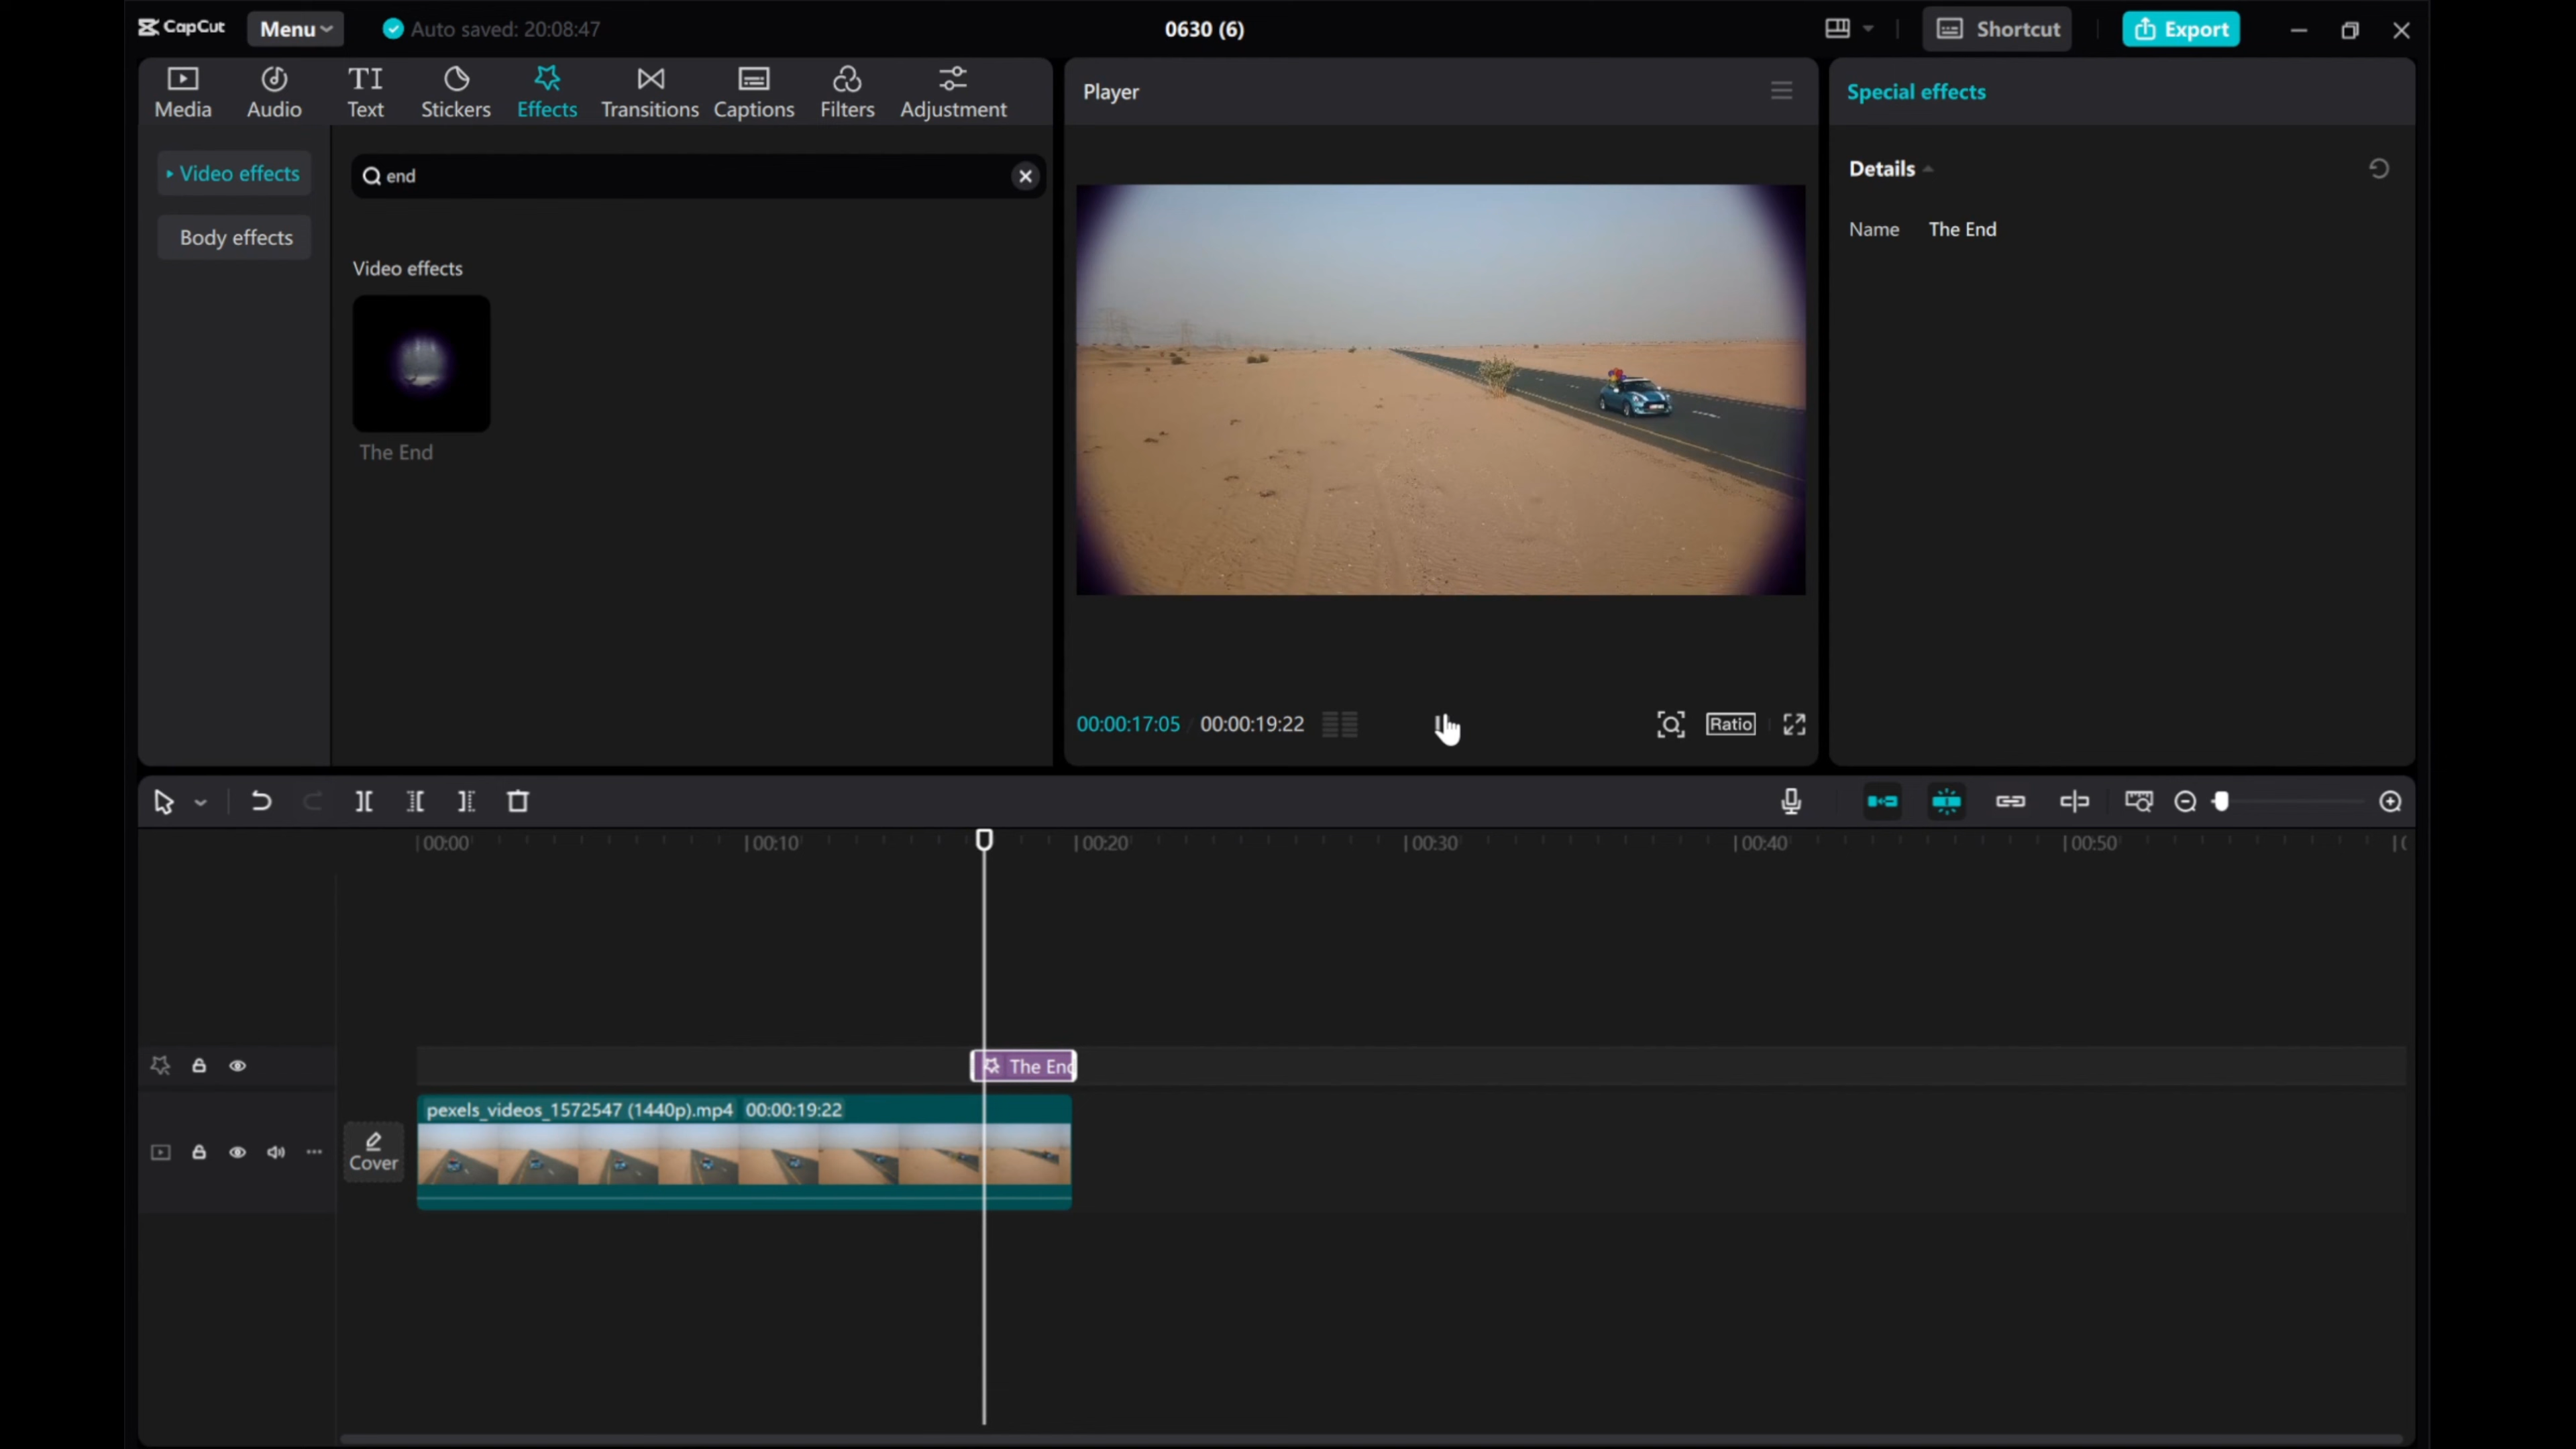 CapCut Menu Auto saved: 20:08:47 0630 (6) Shortcut Export
Media Audio Text Stickers Effects Transitions Captions Filters Adjustment
Video effects
Body effects
end
Video effects
The End
Player
00:00:17:05 00:00:19:22 Ratio
Special effects
Details
Name The End
00:00 00:10 00:20 00:30 00:40 00:50
The End
Cover
pexels_videos_1572547 (1440p).mp4 00:00:19:22